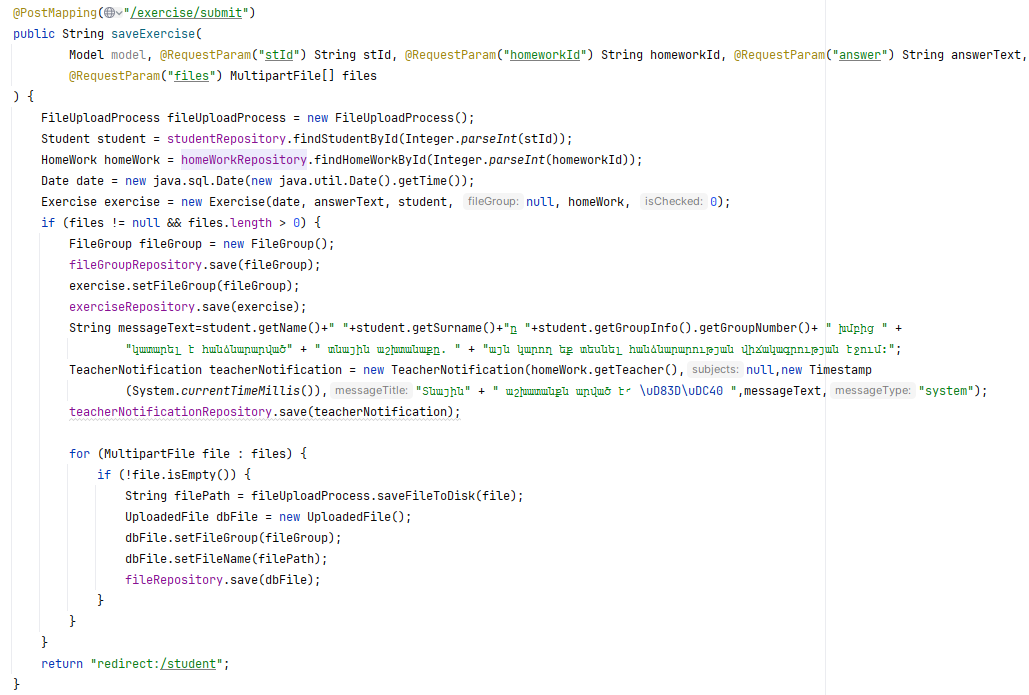 @PostMapping("/exercise/submit")
public String saveExercise(
Model model, @RequestParam("stId") String stId, @RequestParam("homeworkId") String homeworkId, @RequestParam("answer") String answerText,
@RequestParam("files") MultipartFile[] files
) {
FileUploadProcess fileUploadProcess = new FileUploadProcess();
Student student = studentRepository.findStudentById(Integer.parseInt(stId));
HomeWork homeWork = homeWorkRepository.findHomeWorkById(Integer.parseInt(homeworkId));
Date date = new java.sql.Date(new java.util.Date().getTime());
Exercise exercise = new Exercise(date, answerText, student, fileGroup: null, homeWork, isChecked: 0);
if (files != null && files.length > 0) {
FileGroup fileGroup = new FileGroup();
fileGroupRepository.save(fileGroup);
exercise.setFileGroup(fileGroup);
exerciseRepository.save(exercise);
String messageText=student.getName()+" "+student.getSurname()+"ը "+student.getGroupInfo().getGroupNumber()+ " խմբից " +
"կատարել է հանձնարարված" + " տնային աշխատանաքը. " + "այն կարող եք տեսնել հանձնարարության վիճակագրության էջում:";
TeacherNotification teacherNotification = new TeacherNotification(homeWork.getTeacher(), subjects: null,new Timestamp
(System.currentTimeMillis()), messageTitle: "Տնային" + " աշխատանքն արված է՜ \uD83D\uDC40 ",messageText, messageType: "system");
teacherNotificationRepository.save(teacherNotification);
for (MultipartFile file : files) {
if (!file.isEmpty()) {
String filePath = fileUploadProcess.saveFileToDisk(file);
UploadedFile dbFile = new UploadedFile();
dbFile.setFileGroup(fileGroup);
dbFile.setFileName(filePath);
fileRepository.save(dbFile);
}
}
}
return "redirect:/student";
}